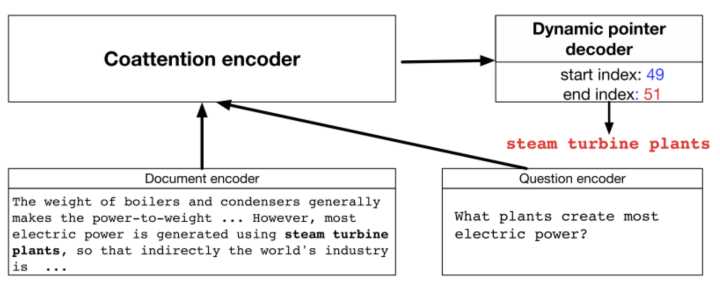 Coattention encoder
Dynamic pointer
decoder
start index: 49
end index: 51
steam turbine plants
Document encoder
The weight of boilers and condensers generally
makes the power-to-weight ... However, most
electric power is generated using steam turbine
plants, so that indirectly the world's industry
is ...
Question encoder
What plants create most
electric power?